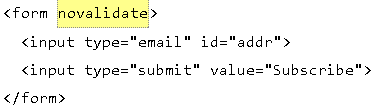 <form novalidate>
<input type="email" id="addr">
<input type="submit" value="Subscribe">
</form>